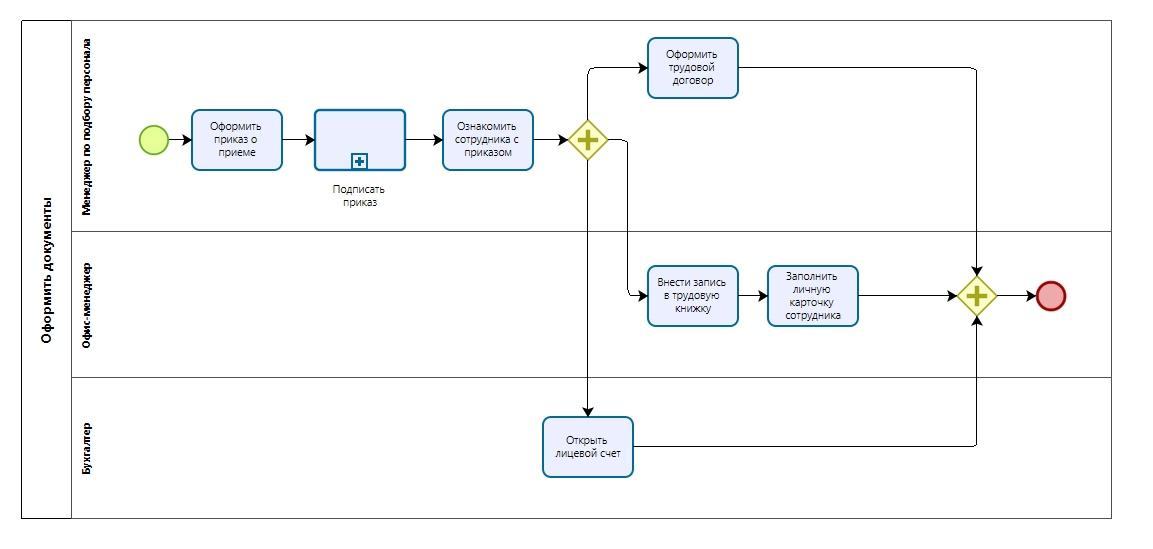 Оформить документы
Менеджер по подбору персонала
Оформить
приказ о
приеме
Подписать
приказ
Ознакомить
сотрудника с
приказом
Оформить
трудовой
договор
Офис-менеджер
Внести запись
в трудовую
книжку
Заполнить
личную
карточку
сотрудника
Бухгалтер
Открыть
лицевой счет